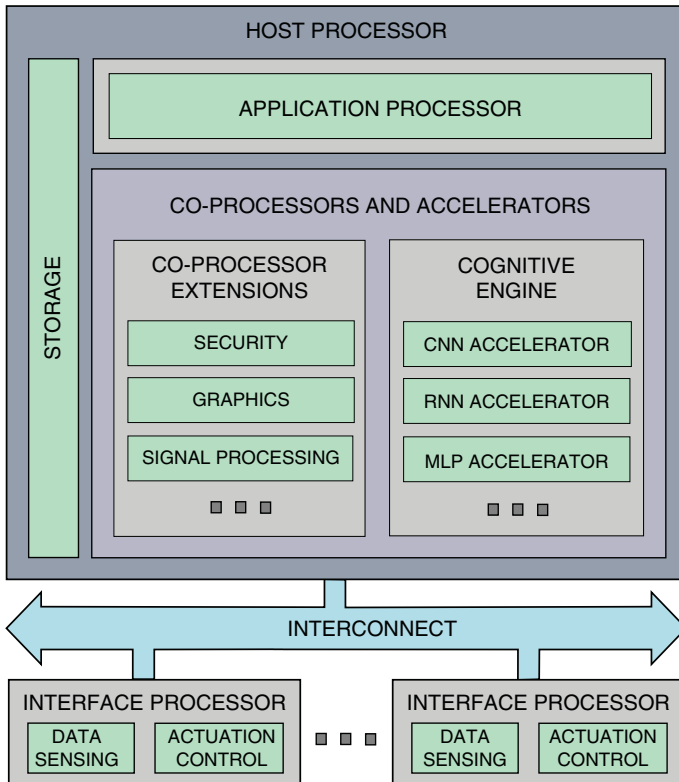 HOST PROCESSOR
APPLICATION PROCESSOR
STORAGE
CO-PROCESSORS AND ACCELERATORS
CO-PROCESSOR
EXTENSIONS
SECURITY
GRAPHICS
SIGNAL PROCESSING
COGNITIVE
ENGINE
CNN ACCELERATOR
RNN ACCELERATOR
MLP ACCELERATOR
INTERCONNECT
INTERFACE PROCESSOR
DATA
SENSING
ACTUATION
CONTROL
INTERFACE PROCESSOR
DATA
SENSING
ACTUATION
CONTROL